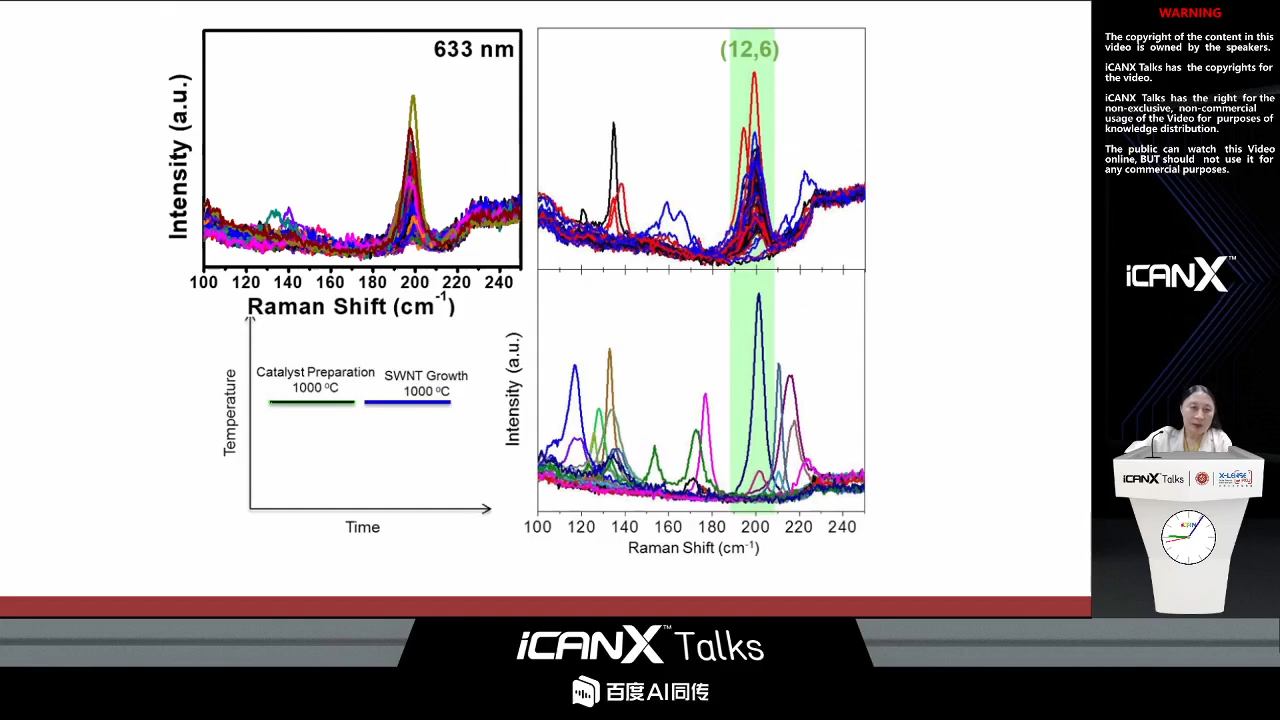 633 nm
Intensity (a.u.)
100 120 140 160 180 200 220 240
Raman Shift (cm-1)
(12,6)
Temperature
Catalyst Preparation
1000 ºC
SWNT Growth
1000 ºC
Time
Intensity (a.u.)
100 120 140 160 180 200 220 240
Raman Shift (cm-1)
WARNING
The copyright of the content in this
video is owned by the speakers.
iCANX Talks has the copyrights for
the video.
iCANX Talks has the right for the
non-exclusive, non-commercial
usage of the Video for purposes of
knowledge distribution.
The public can watch this Video
online, BUT should not use it for
any commercial purposes.
iCANX™
iCANX Talks
X-LENSE
iCANX™ Talks
百度AI同传